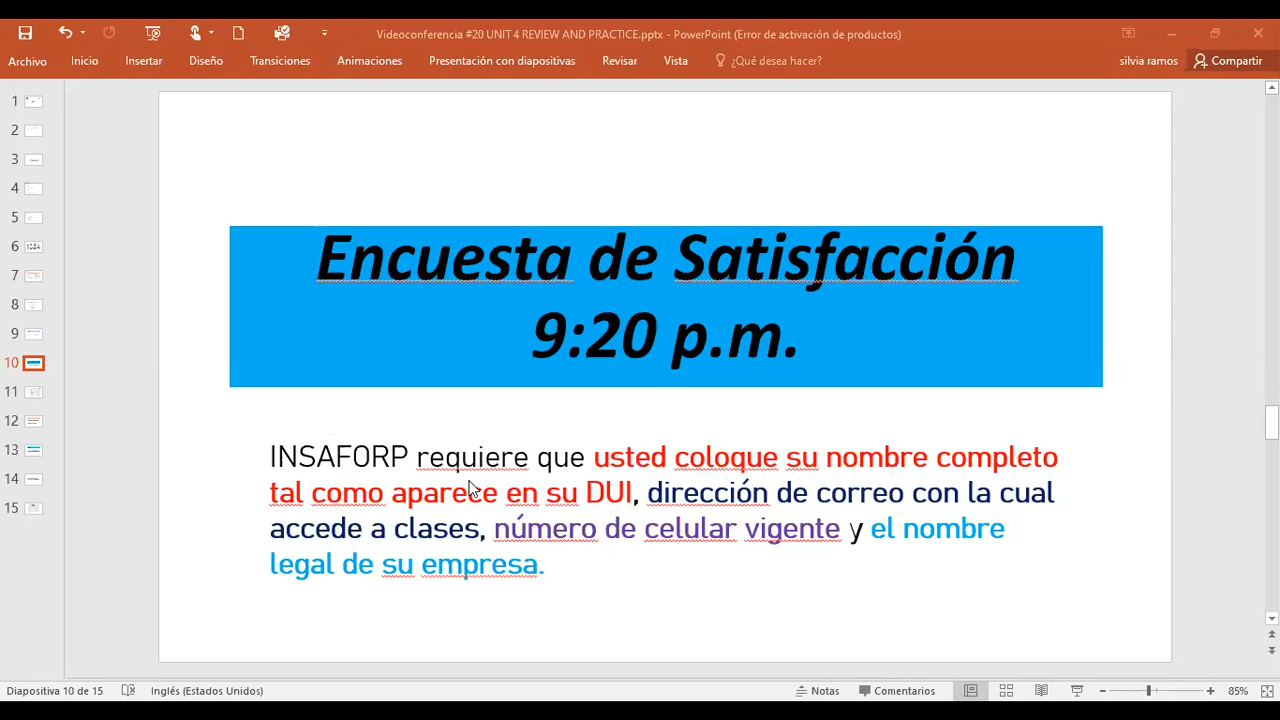 Videoconferencia #20 UNIT 4 REVIEW AND PRACTICE.pptx - PowerPoint (Error de activación de productos)
Archivo Inicio Insertar Diseño Transiciones Animaciones Presentación con diapositivas Revisar Vista ¿Qué desea hacer? silvia ramos Compartir
1
2
3
4
5
6
7
8
9
10
11
12
13
14
15
Encuesta de Satisfacción
9:20 p.m.
INSAFORP requiere que usted coloque su nombre completo
tal como aparece en su DUI, dirección de correo con la cual
accede a clases, número de celular vigente y el nombre
legal de su empresa.
Diapositiva 10 de 15 Inglés (Estados Unidos) Notas Comentarios 85%